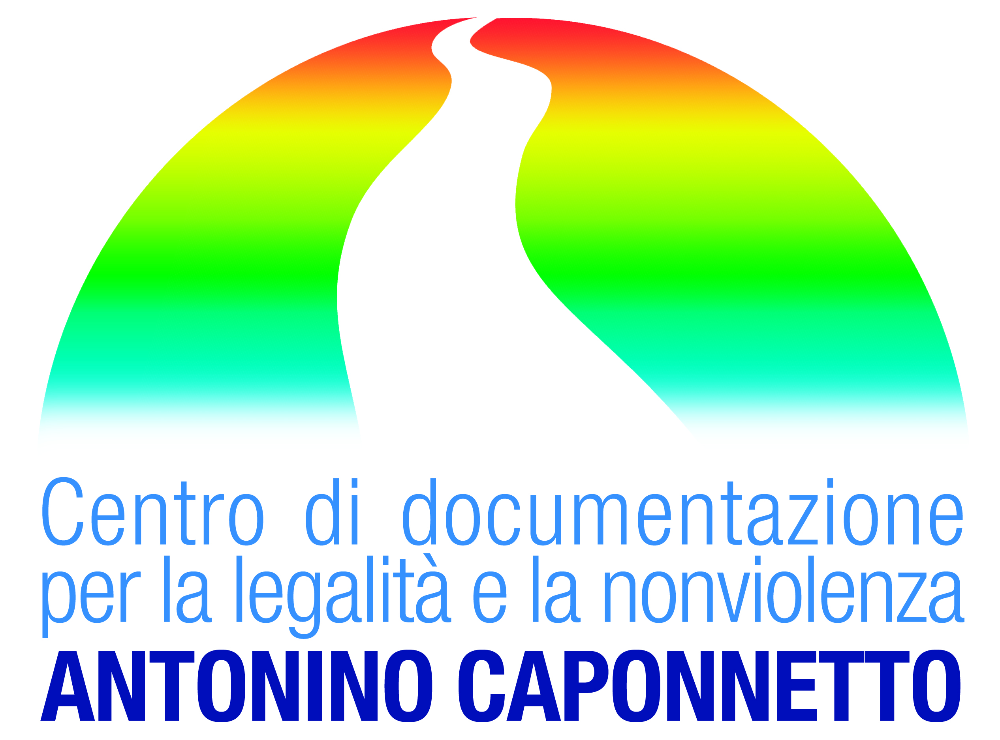 Centro di documentazione
per la legalità e la nonviolenza
ANTONINO CAPONNETTO